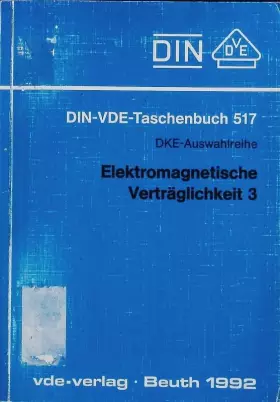 DIN
VDE
DIN-VDE-Taschenbuch 517
DKE-Auswahlreihe
Elektromagnetische
Verträglichkeit 3
vde-verlag · Beuth 1992